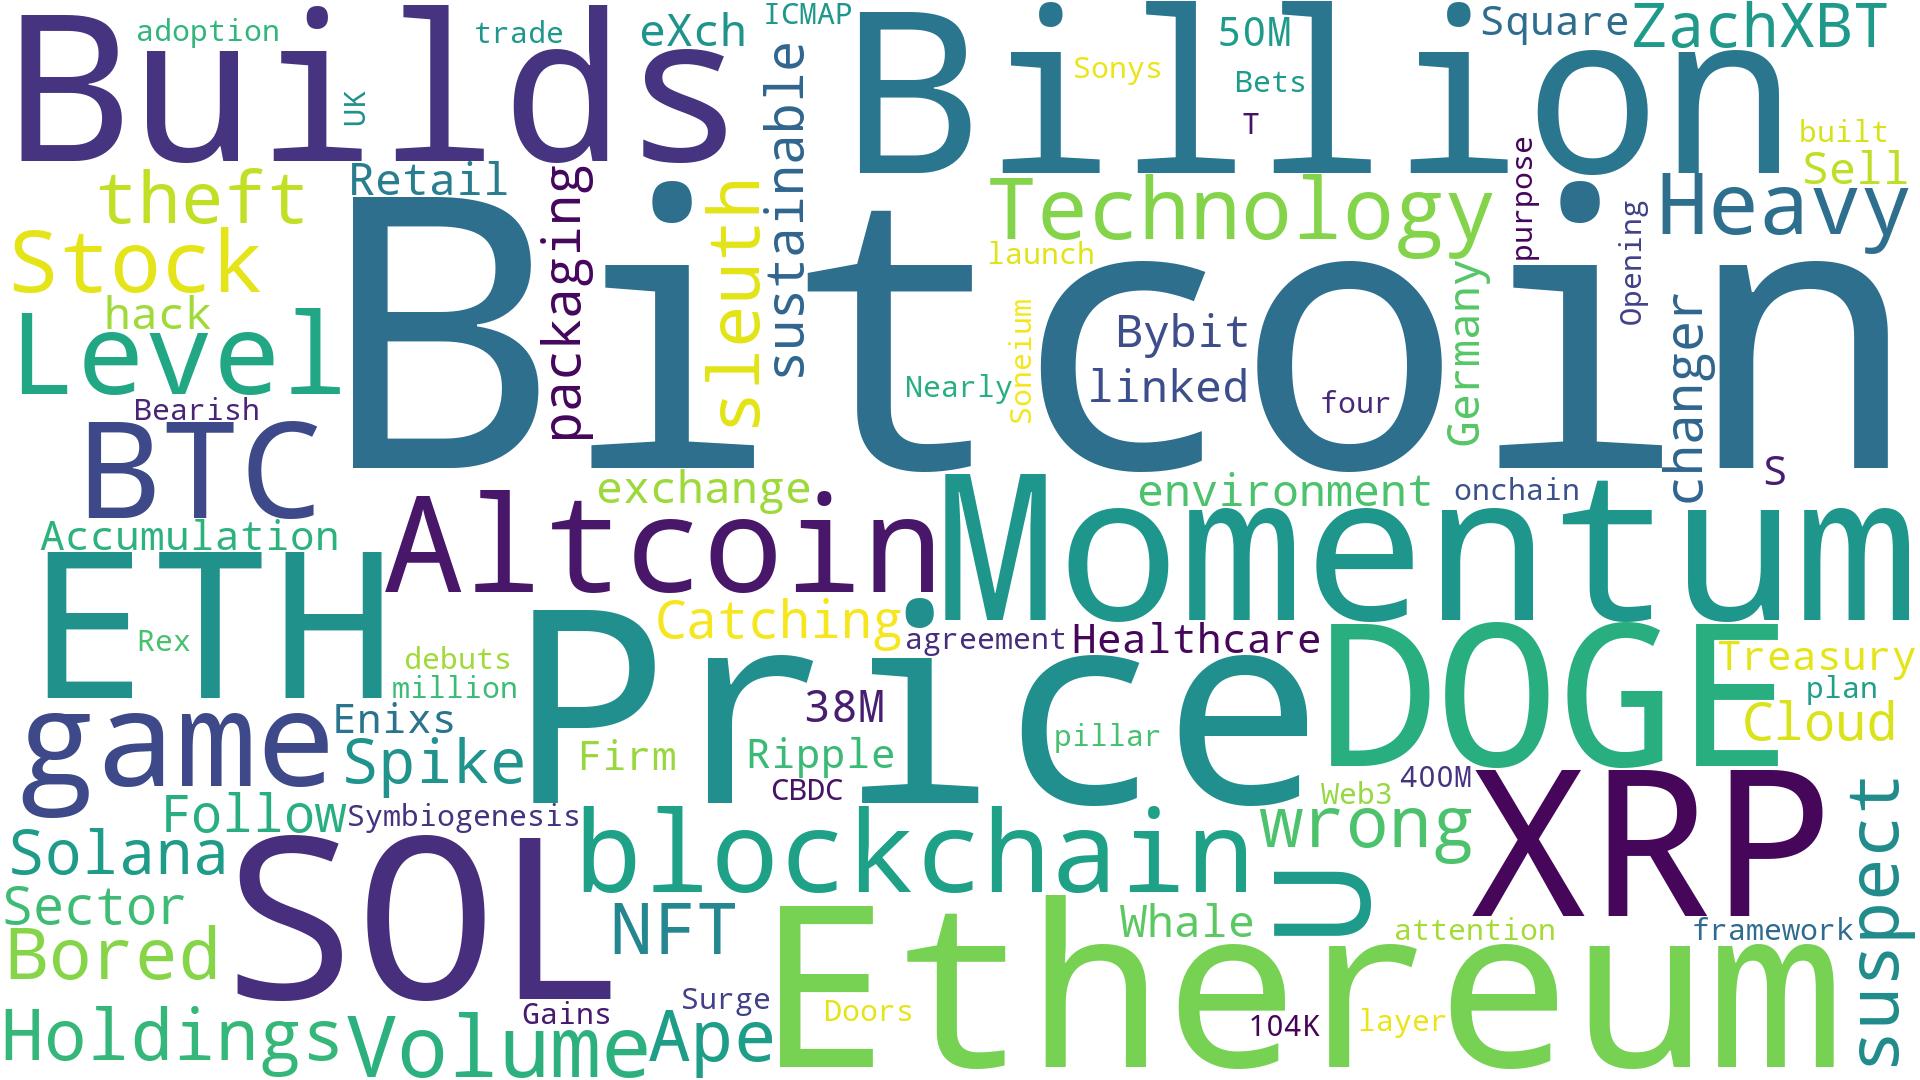 Builds
adoption
trade
eXch
ICMAP
Billion
50M
Square
ZachXBT
Sonys
Bets
UK
T
built
sustainable
Sell
theft
Retail
packaging
sleuth
Technology
purpose
Heavy
Stock
Bitcoin
launch
Opening
hack
Level
Soneium
Bybit
Germany
changer
Nearly
linked
four
Bearish
BTC
S
exchange
environment
onchain
Accumulation
Altcoin
Momentum
ETH
Catching
Rex
agreement
Healthcare
DOGE
Treasury
debuts
million
Price
plan
game
Enixs
38M
Cloud
Spike
Firm
Ripple
pillar
CBDC
400M
Web3
XRP
suspect
Follow
Symbiogenesis
blockchain
wrong
Solana
SOL
U
Sector
NFT
Whale
attention
framework
Bored
Ethereum
Surge
Gains
Doors
104K
layer
Holdings
Volume
Ape